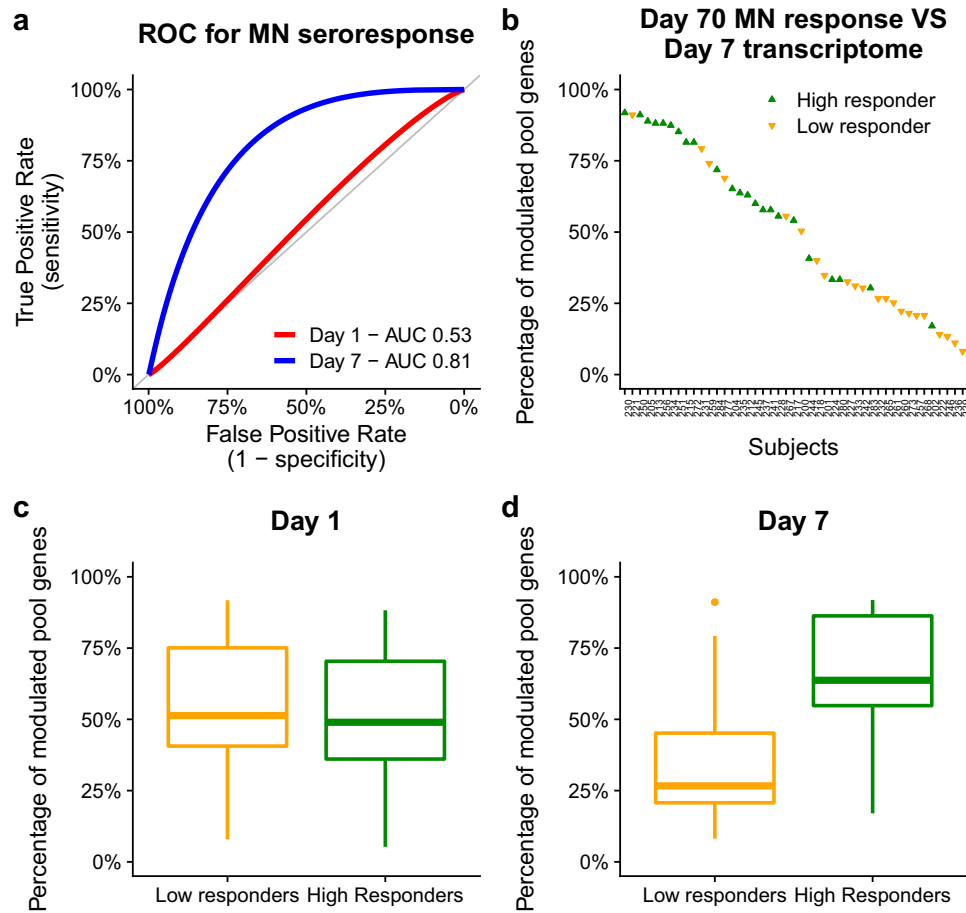 a
ROC for MN seroresponse
True Positive Rate
(sensitivity)
100%
75%
50%
25%
0%
Day 1 – AUC 0.53
Day 7 – AUC 0.81
100%
75%
50%
25%
0%
False Positive Rate
(1 − specificity)
b
Day 70 MN response VS
Day 7 transcriptome
Percentage of modulated pool genes
100%
75%
50%
25%
0%
High responder
Low responder
Subjects
c
Day 1
Percentage of modulated pool genes
100%
75%
50%
25%
0%
Low responders
High Responders
d
Day 7
Percentage of modulated pool genes
100%
75%
50%
25%
0%
Low responders
High Responders